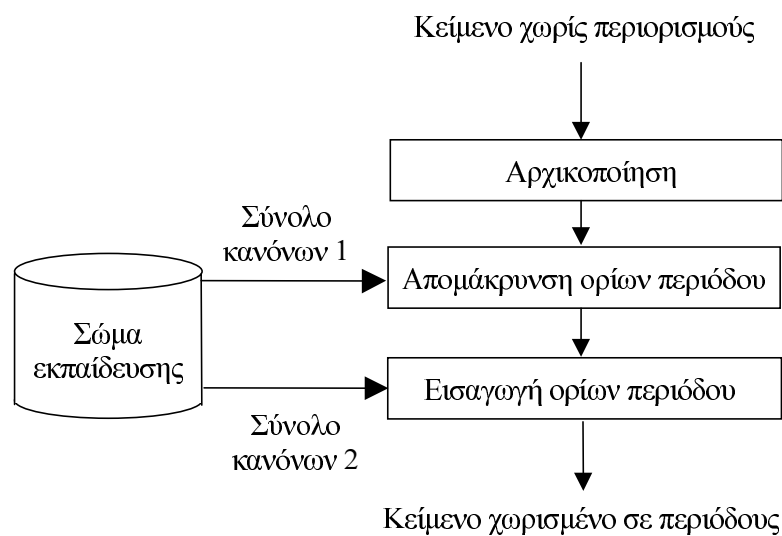 Κείμενο χωρίς περιορισμούς
Αρχικοποίηση
Σύνολο
κανόνων 1
Απομάκρυνση ορίων περιόδου
Σώμα
εκπαίδευσης
Εισαγωγή ορίων περιόδου
Σύνολο
κανόνων 2
Κείμενο χωρισμένο σε περιόδους